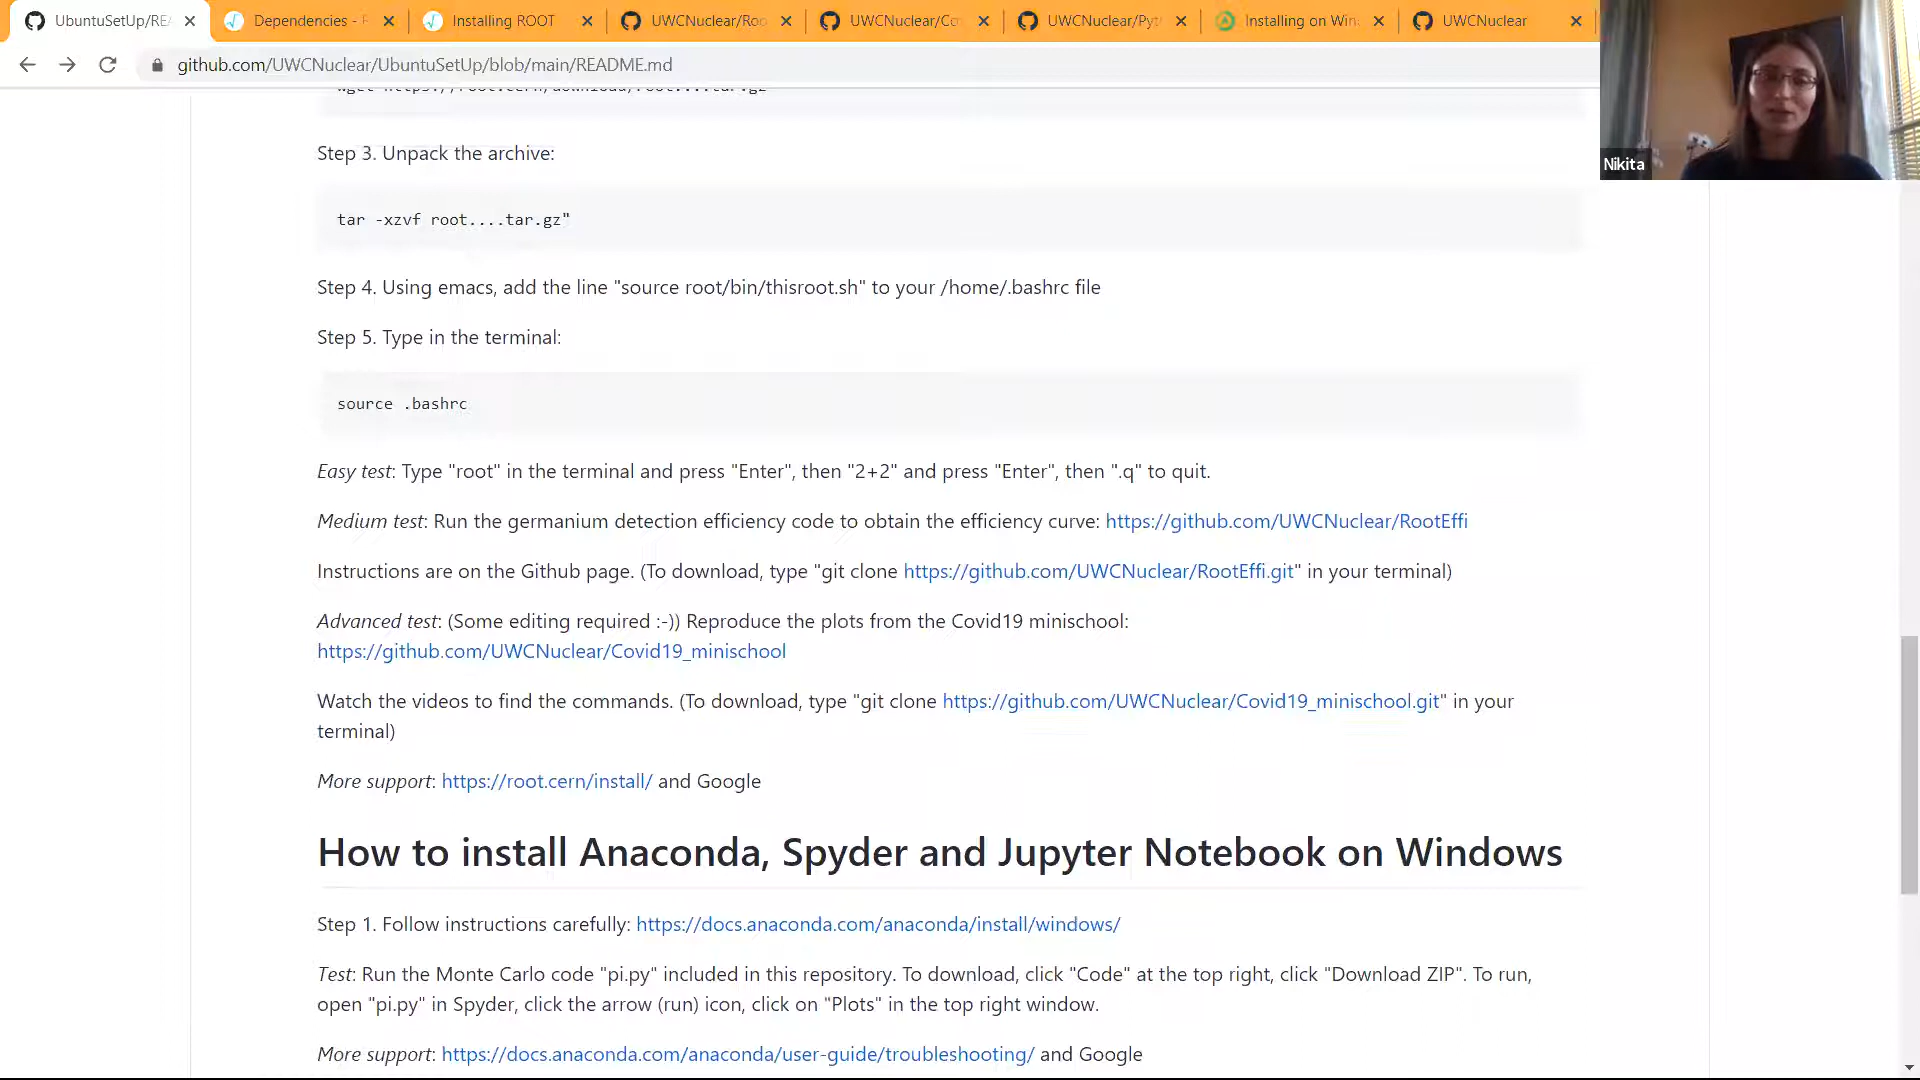 UbuntuSetUp/REA
Dependencies - R
Installing ROOT
UWCNuclear/Roo
UWCNuclear/Co
UWCNuclear/Pyt
Installing on Win
UWCNuclear
github.com/UWCNuclear/UbuntuSetUp/blob/main/README.md
Nikita
wget https://root.cern/download/root....tar.gz
Step 3. Unpack the archive:
tar -xzvf root....tar.gz"
Step 4. Using emacs, add the line "source root/bin/thisroot.sh" to your /home/.bashrc file
Step 5. Type in the terminal:
source .bashrc
Easy test: Type "root" in the terminal and press "Enter", then "2+2" and press "Enter", then ".q" to quit.
Medium test: Run the germanium detection efficiency code to obtain the efficiency curve: https://github.com/UWCNuclear/RootEffi
Instructions are on the Github page. (To download, type "git clone https://github.com/UWCNuclear/RootEffi.git" in your terminal)
Advanced test: (Some editing required :-)) Reproduce the plots from the Covid19 minischool:
https://github.com/UWCNuclear/Covid19_minischool
Watch the videos to find the commands. (To download, type "git clone https://github.com/UWCNuclear/Covid19_minischool.git" in your
terminal)
More support: https://root.cern/install/ and Google
How to install Anaconda, Spyder and Jupyter Notebook on Windows
Step 1. Follow instructions carefully: https://docs.anaconda.com/anaconda/install/windows/
Test: Run the Monte Carlo code "pi.py" included in this repository. To download, click "Code" at the top right, click "Download ZIP". To run,
open "pi.py" in Spyder, click the arrow (run) icon, click on "Plots" in the top right window.
More support: https://docs.anaconda.com/anaconda/user-guide/troubleshooting/ and Google